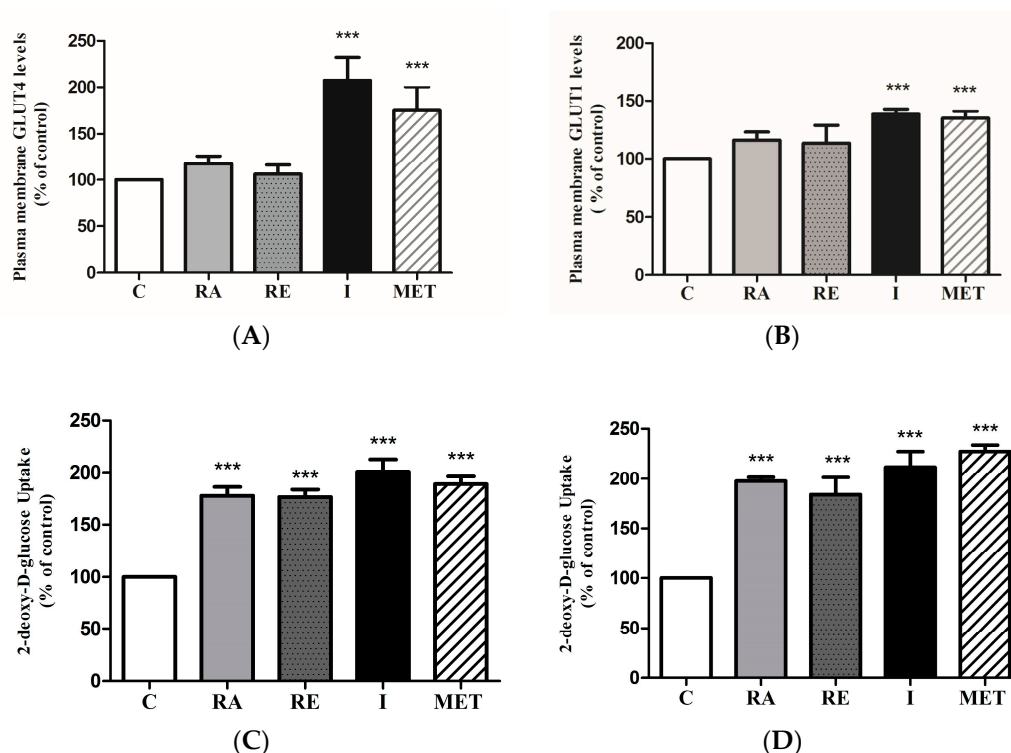 Plasma membrane GLUT4 levels
(% of control)
250
200
150
100
50
0
***
***
C RA RE I MET
(A)
Plasma membrane GLUT1 levels
( % of control)
200
150
100
50
0
***
***
C RA RE I MET
(B)
2-deoxy-D-glucose Uptake
(% of control)
250
200
150
100
50
0
***
***
***
***
C RA RE I MET
(C)
2-deoxy-D-glucose Uptake
(% of control)
250
200
150
100
50
0
***
***
***
***
C RA RE I MET
(D)